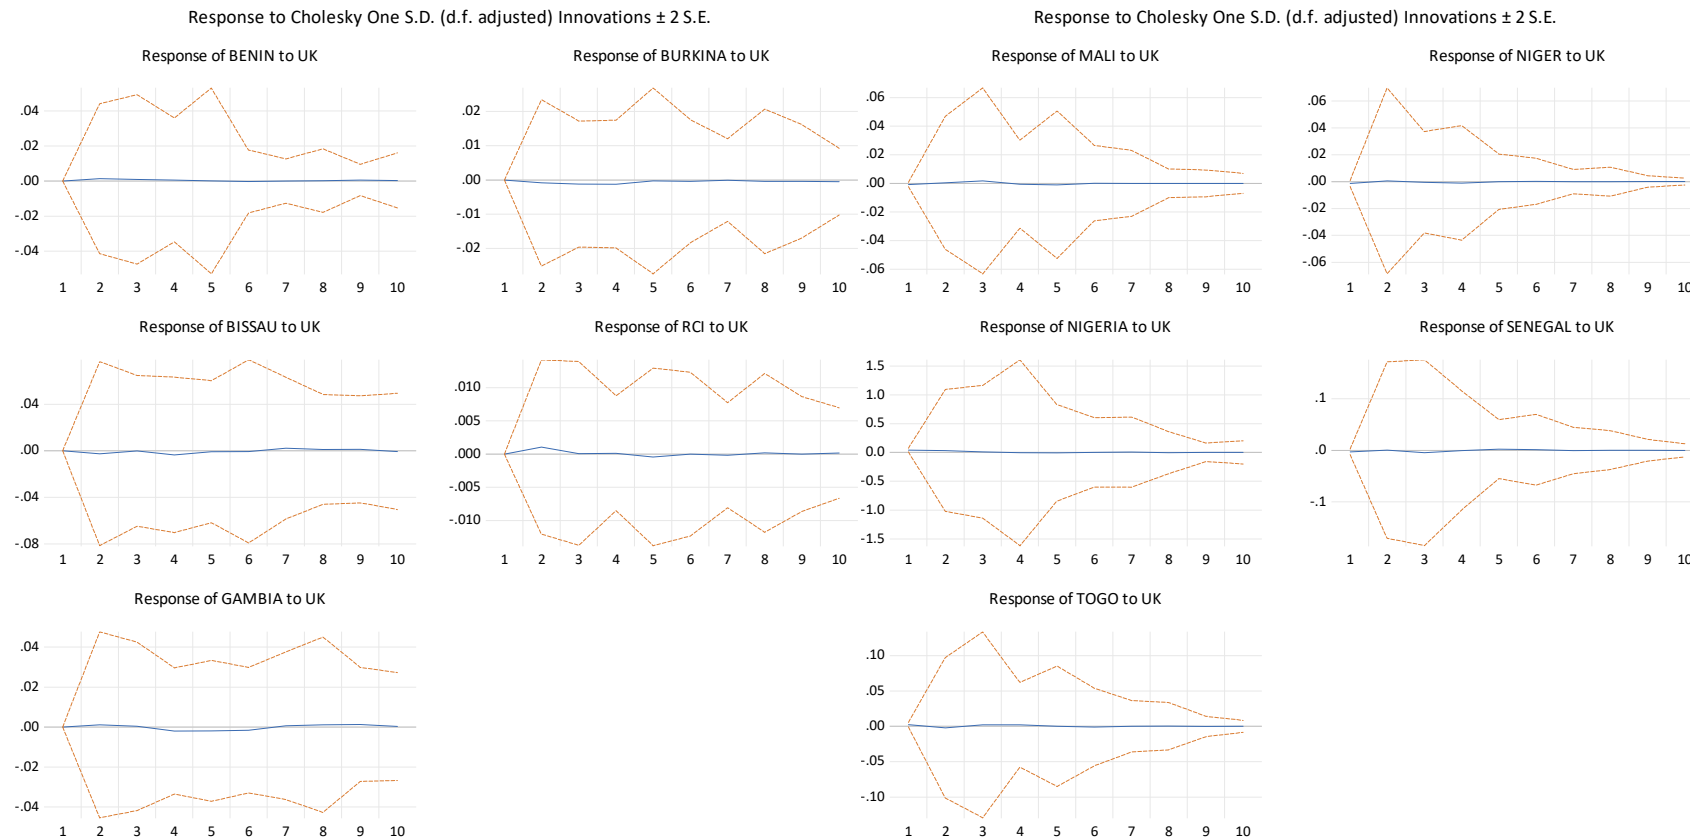 Response to Cholesky One S.D. (d.f. adjusted) Innovations ± 2 S.E.
Response of BENIN to UK
.04
.02
.00
-.02
-.04
1 2 3 4 5 6 7 8 9 10
Response of BURKINA to UK
.02
.01
.00
-.01
-.02
1 2 3 4 5 6 7 8 9 10
Response of BISSAU to UK
.04
.00
-.04
-.08
1 2 3 4 5 6 7 8 9 10
Response of RCI to UK
.010
.005
.000
-.005
-.010
1 2 3 4 5 6 7 8 9 10
Response of GAMBIA to UK
.04
.02
.00
-.02
-.04
1 2 3 4 5 6 7 8 9 10
Response to Cholesky One S.D. (d.f. adjusted) Innovations ± 2 S.E.
Response of MALI to UK
.06
.04
.02
.00
-.02
-.04
-.06
1 2 3 4 5 6 7 8 9 10
Response of NIGER to UK
.06
.04
.02
.00
-.02
-.04
-.06
1 2 3 4 5 6 7 8 9 10
Response of NIGERIA to UK
1.5
1.0
0.5
0.0
-0.5
-1.0
-1.5
1 2 3 4 5 6 7 8 9 10
Response of SENEGAL to UK
.1
.0
-.1
1 2 3 4 5 6 7 8 9 10
Response of TOGO to UK
.10
.05
.00
-.05
-.10
1 2 3 4 5 6 7 8 9 10